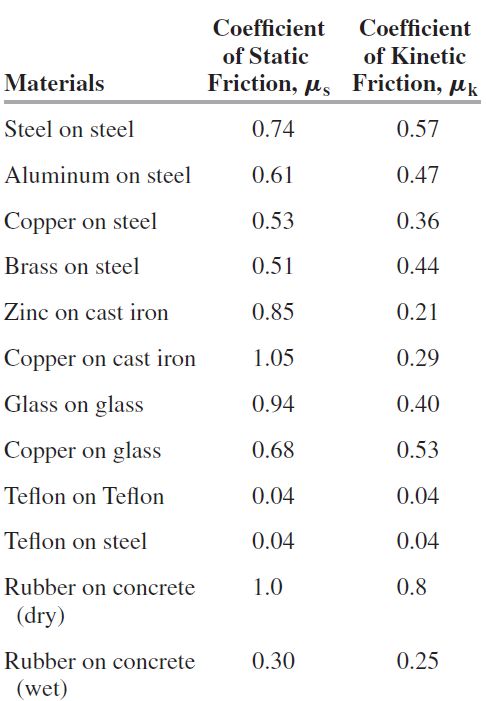 Coefficient Coefficient
of Static of Kinetic
Materials Friction, μs Friction, μk
Steel on steel 0.74 0.57
Aluminum on steel 0.61 0.47
Copper on steel 0.53 0.36
Brass on steel 0.51 0.44
Zinc on cast iron 0.85 0.21
Copper on cast iron 1.05 0.29
Glass on glass 0.94 0.40
Copper on glass 0.68 0.53
Teflon on Teflon 0.04 0.04
Teflon on steel 0.04 0.04
Rubber on concrete 1.0 0.8
(dry)
Rubber on concrete 0.30 0.25
(wet)